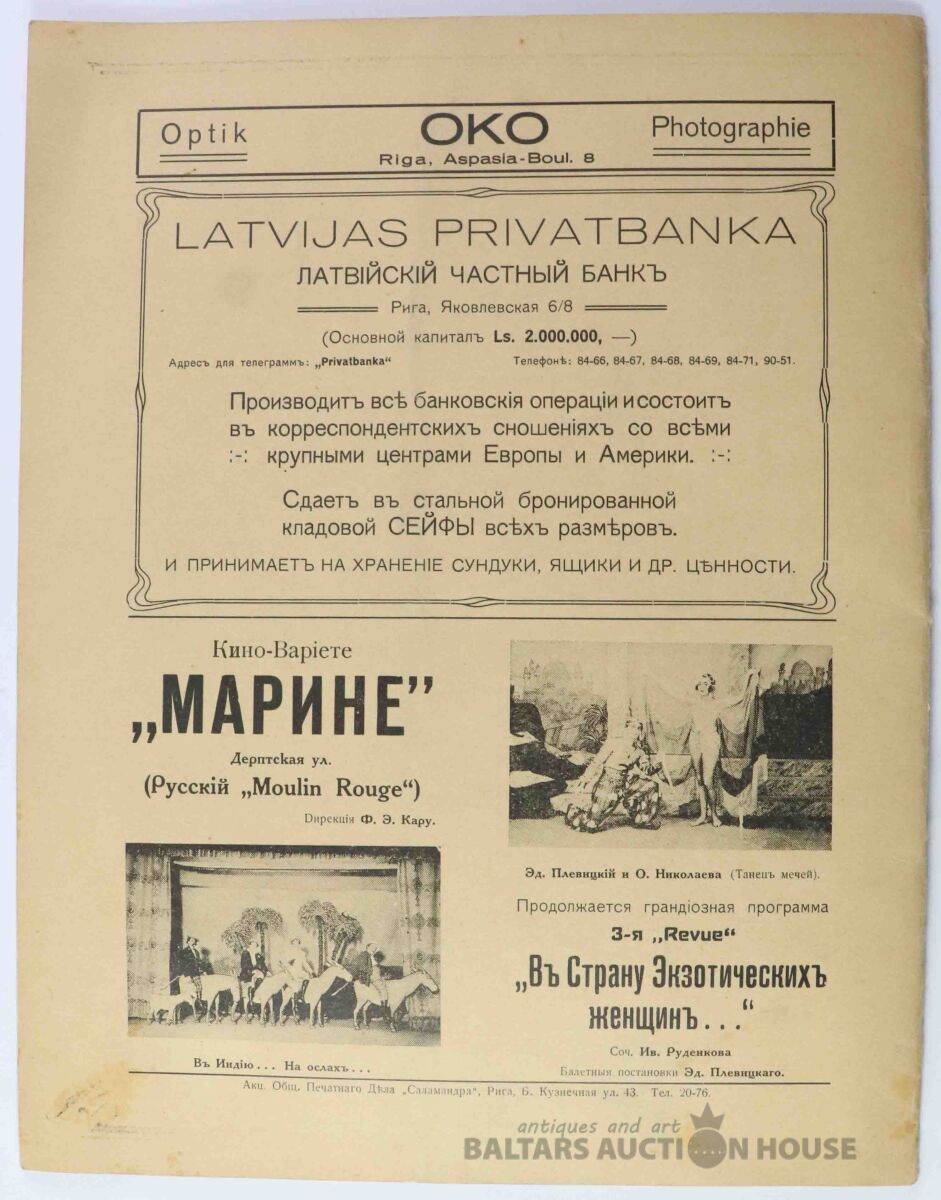 Optik
OKO
Photographie
Riga, Aspasia-Boul. 8
LATVIJAS PRIVATBANKA
ЛАТВІЙСКІЙ ЧАСТНЫЙ БАНКЪ
Рига, Яковлевская 6/8
(Основной капиталъ Ls. 2.000.000, —)
Адресъ для телеграммъ: „Privatbanka“
Телефонѣ: 84-66, 84-67, 84-68, 84-69, 84-71, 90-51.
Производитъ всѣ банковскія операціи и состоитъ
въ корреспондентскихъ сношеніяхъ со всѣми
:-: крупными центрами Европы и Америки. :-:
Сдаетъ въ стальной бронированной
кладовой СЕЙФЫ всѣхъ размѣровъ.
И ПРИНИМАЕТЪ НА ХРАНЕНІЕ СУНДУКИ, ЯЩИКИ И ДР. ЦѢННОСТИ.
Кино-Варіете
„МАРИНЕ”
Дерптская ул.
(Русскій „Moulin Rouge“)
Dирекція Ф. Э. Кару.
Въ Индію... На ослахъ...
Эд. Плевицкій и О. Николаева (Танецъ мечей).
Продолжается грандіозная программа
3-я „Revue“
„Въ Страну Экзотическихъ
женщинъ...“
Соч. Ив. Руденкова
Балетныя постановки Эд. Плевицкаго.
Акц. Общ. Печатнаго Дѣла „Саламандра“, Рига, Б. Кузнечная ул. 43. Тел. 20-76.
antiques and art
BALTARS AUCTION HOUSE